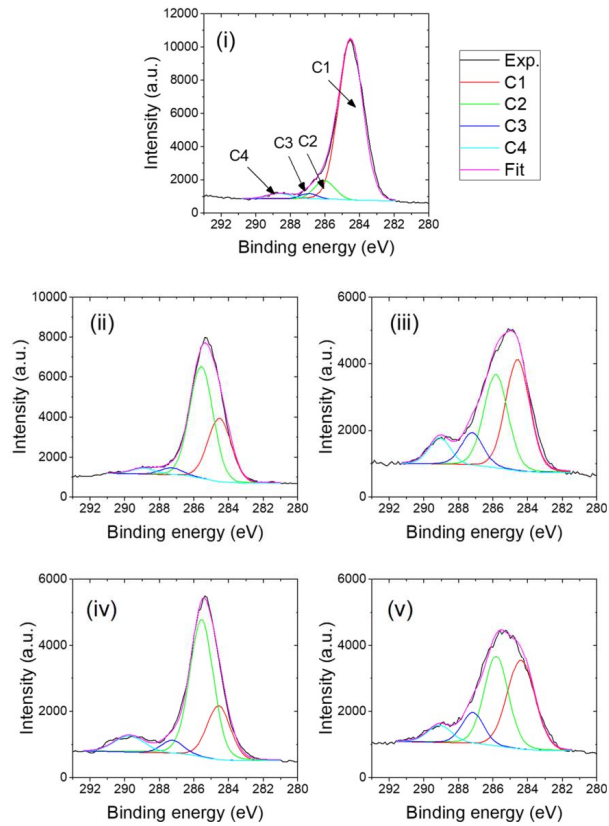 (i)
12000
10000
8000
6000
4000
2000
0
Intensity (a.u.)
C1
C2
C3
C4
292 290 288 286 284 282 280
Binding energy (eV)
Exp.
C1
C2
C3
C4
Fit
(ii)
10000
8000
6000
4000
2000
0
Intensity (a.u.)
292 290 288 286 284 282 280
Binding energy (eV)
(iii)
6000
4000
2000
0
Intensity (a.u.)
292 290 288 286 284 282 280
Binding energy (eV)
(iv)
6000
4000
2000
0
Intensity (a.u.)
292 290 288 286 284 282 280
Binding energy (eV)
(v)
6000
4000
2000
0
Intensity (a.u.)
292 290 288 286 284 282 280
Binding energy (eV)